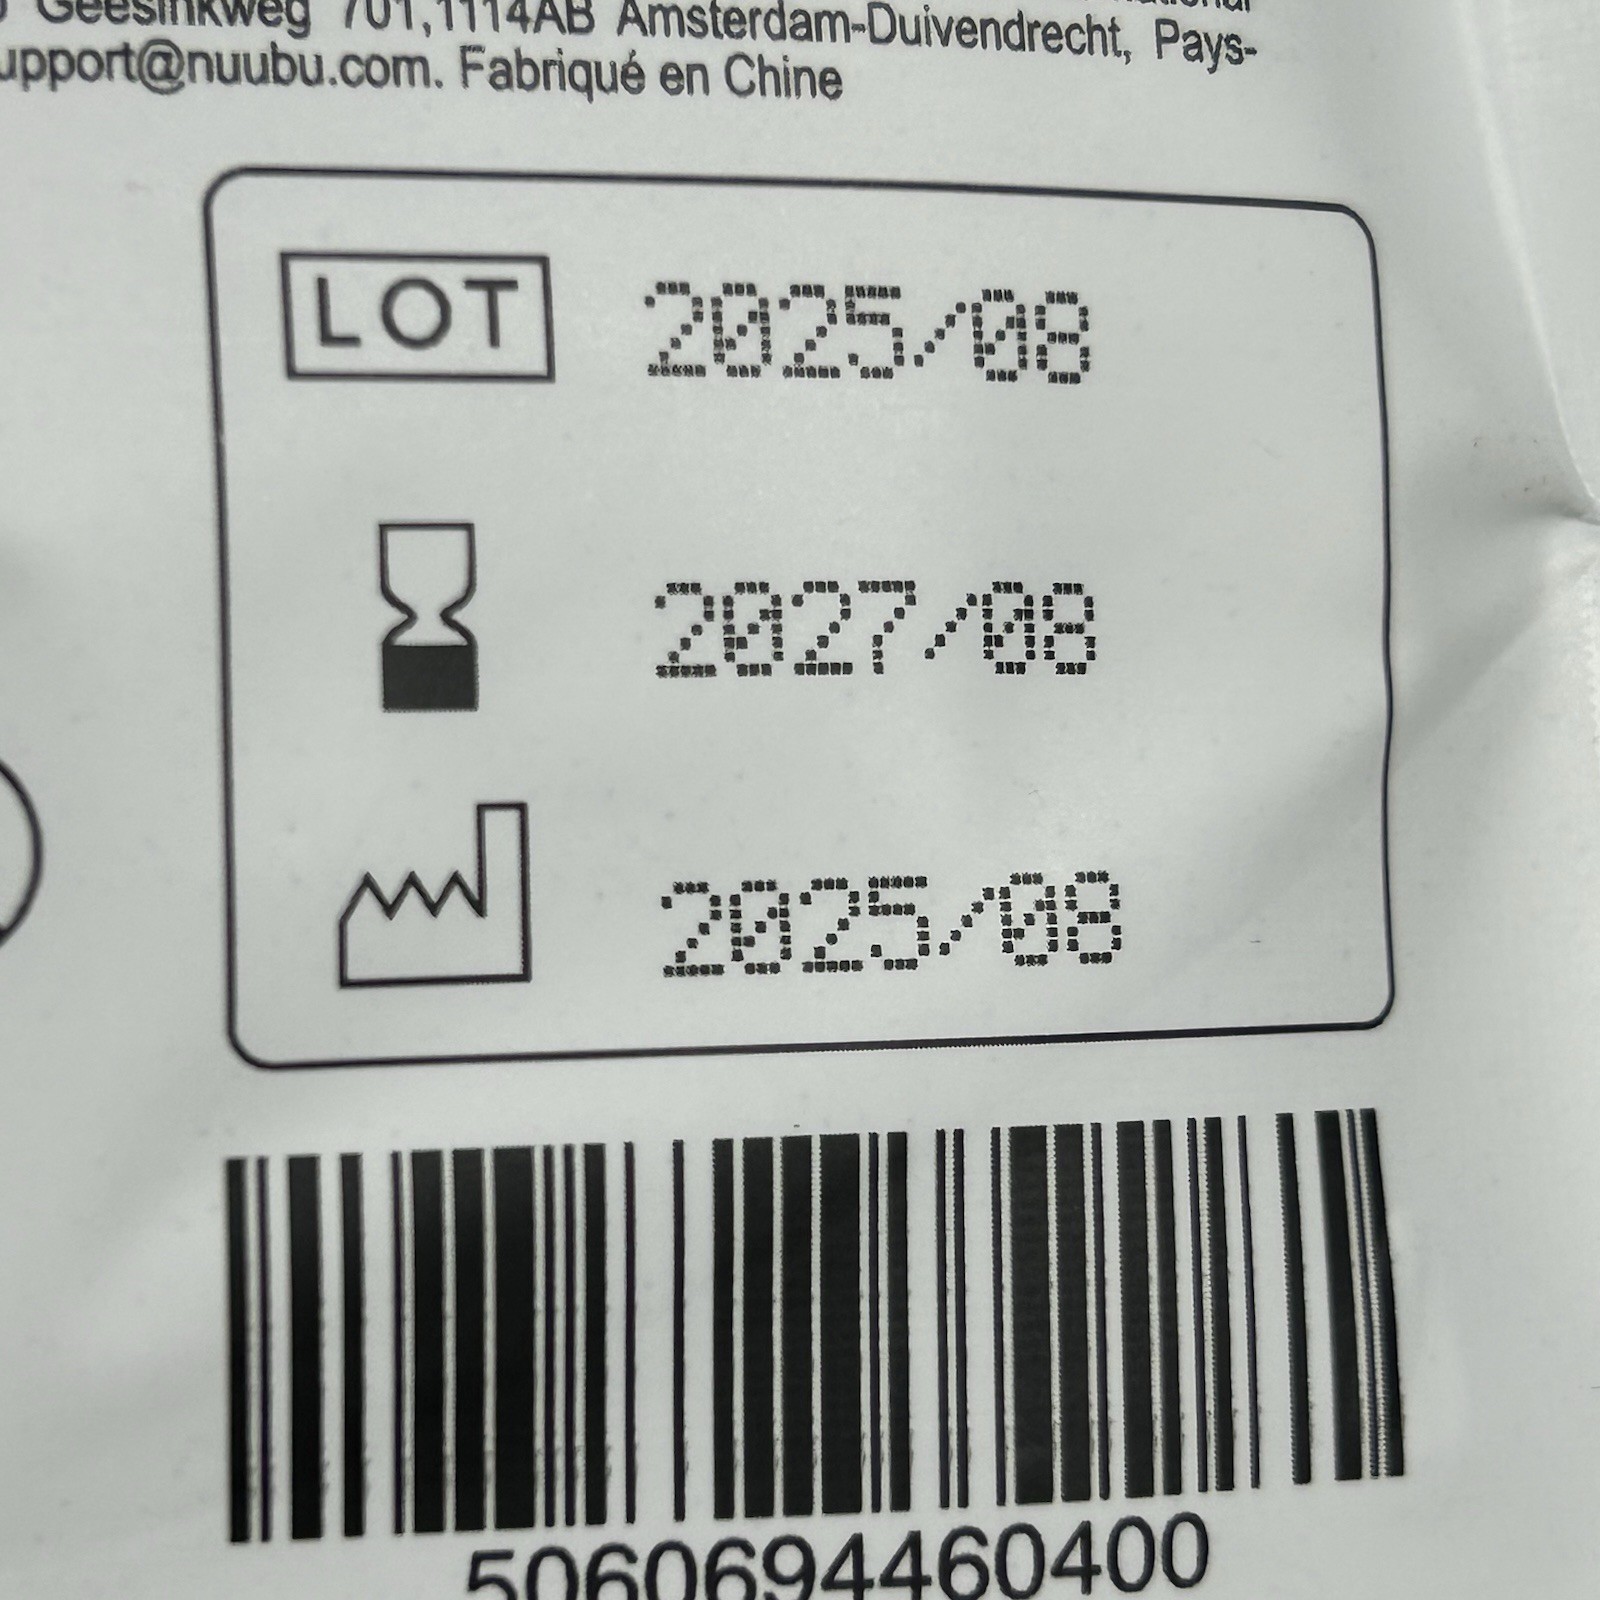 Geesinkweg 701,1114AB Amsterdam-Duivendrecht, Pays-
upport@nuubu.com. Fabriqué en Chine
LOT 2025/08
2027/08
2025/08
5060694460400